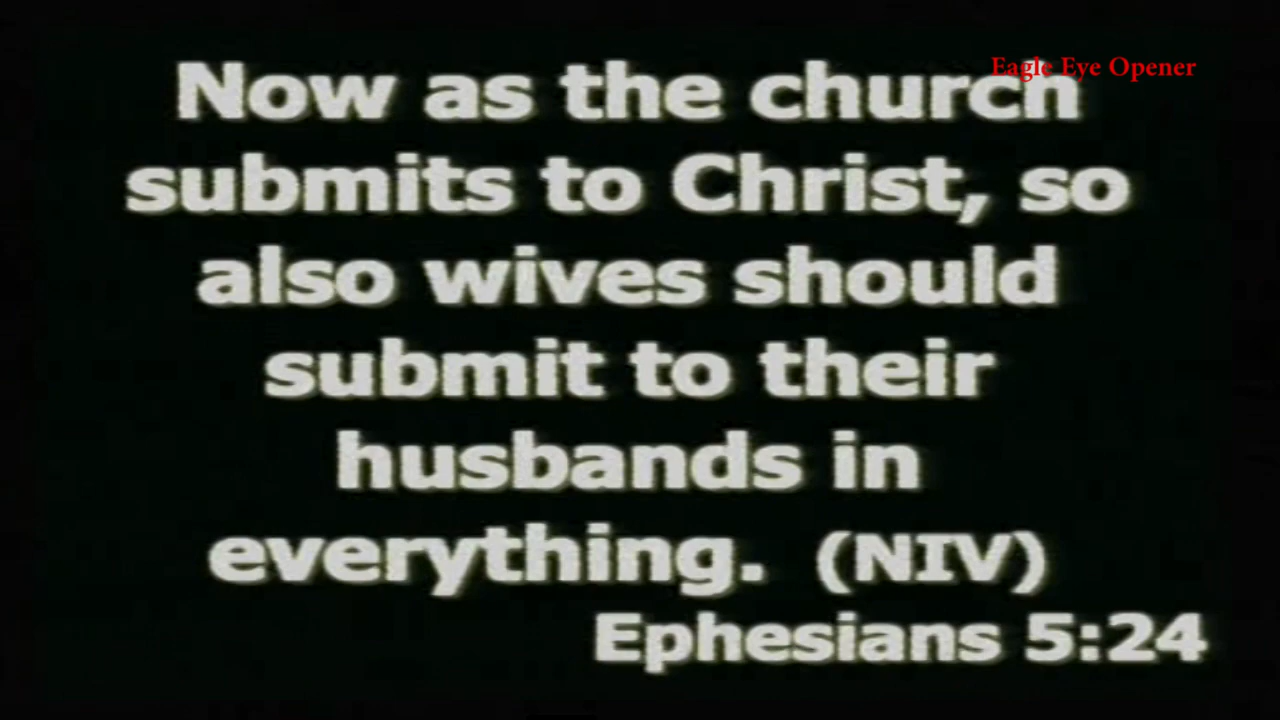 Eagle Eye Opener
Now as the church
submits to Christ, so
also wives should
submit to their
husbands in
everything. (NIV)
Ephesians 5:24